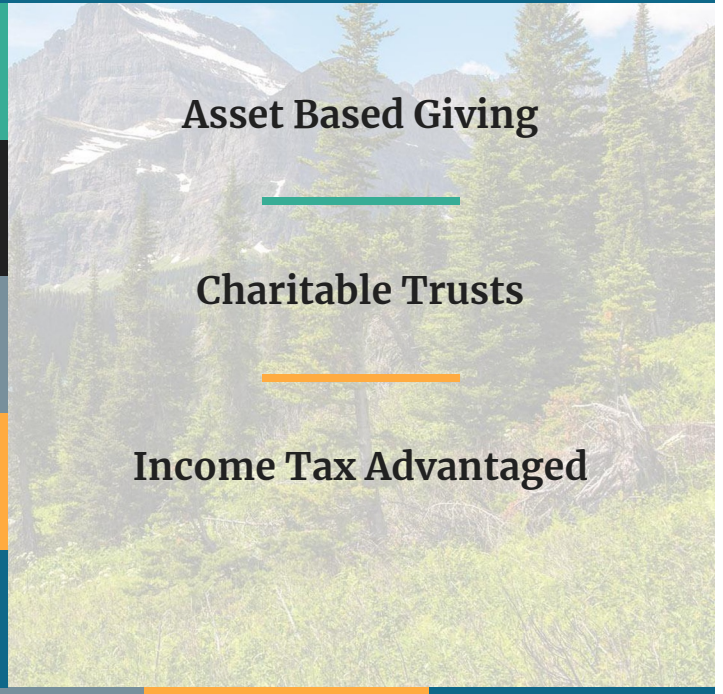 Asset Based Giving
Charitable Trusts
Income Tax Advantaged